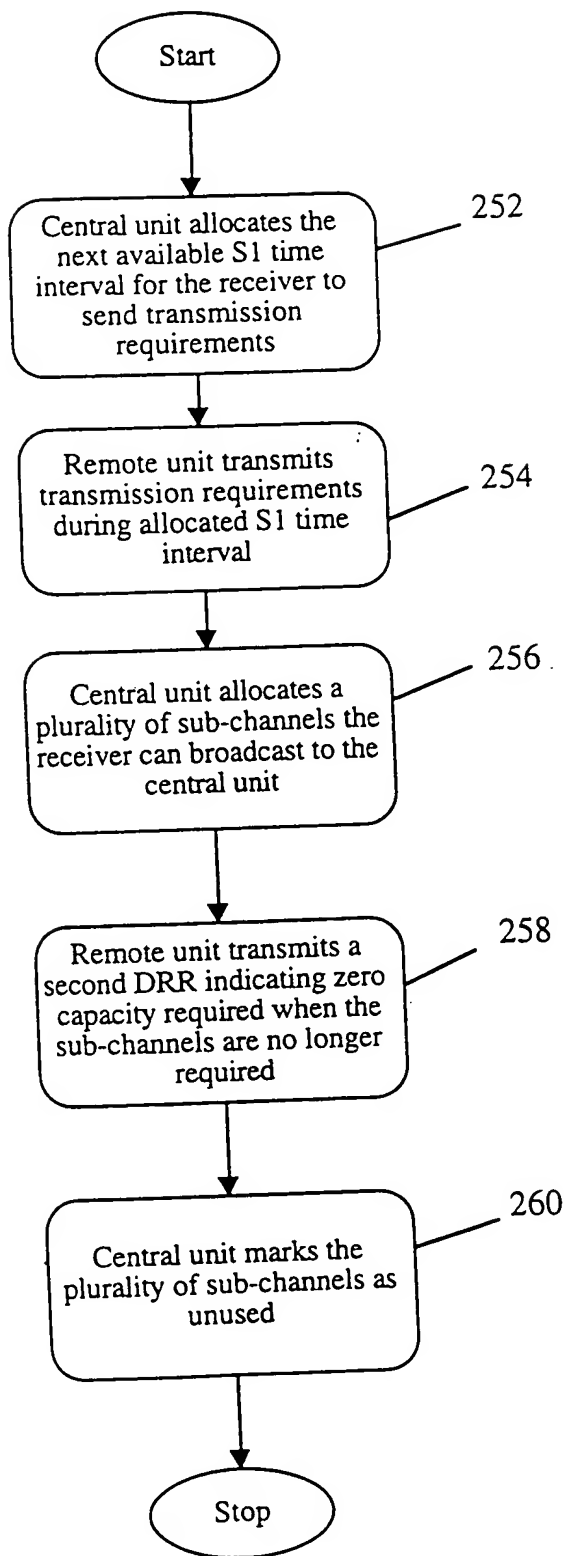 Start
Central unit allocates the
next available S1 time
interval for the receiver to
send transmission
requirements
252
Remote unit transmits
transmission requirements
during allocated S1 time
interval
254
Central unit allocates a
plurality of sub-channels the
receiver can broadcast to the
central unit
256
Remote unit transmits a
second DRR indicating zero
capacity required when the
sub-channels are no longer
required
258
Central unit marks the
plurality of sub-channels as
unused
260
Stop